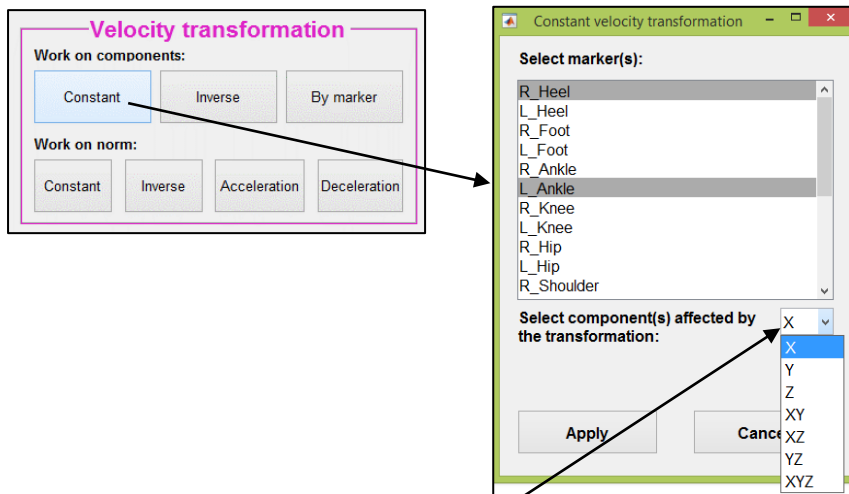 Velocity transformation
Work on components:
Constant
Inverse
By marker
Work on norm:
Constant
Inverse
Acceleration
Deceleration
Constant velocity transformation
Select marker(s):
R_Heel
L_Heel
R_Foot
L_Foot
R_Ankle
L_Ankle
R_Knee
L_Knee
R_Hip
L_Hip
R_Shoulder
Select component(s) affected by
the transformation:
X
X
Y
Z
XY
XZ
YZ
XYZ
Apply
Cance